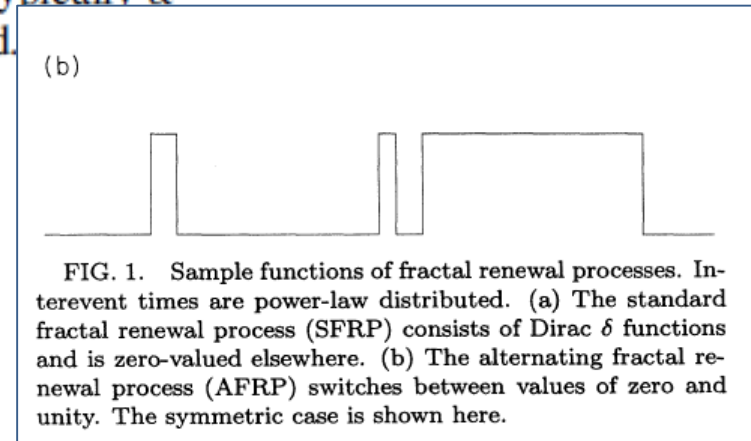 d.
(b)
FIG. 1. Sample functions of fractal renewal processes. In-
terevent times are power-law distributed. (a) The standard
fractal renewal process (SFRP) consists of Dirac δ functions
and is zero-valued elsewhere. (b) The alternating fractal re-
newal process (AFRP) switches between values of zero and
unity. The symmetric case is shown here.